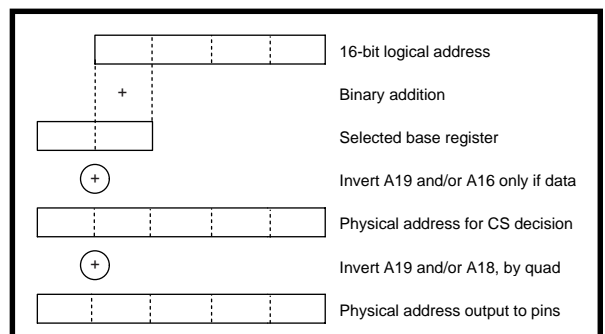 16-bit logical address
+
Binary addition
Selected base register
+
Invert A19 and/or A16 only if data
Physical address for CS decision
+
Invert A19 and/or A18, by quad
Physical address output to pins